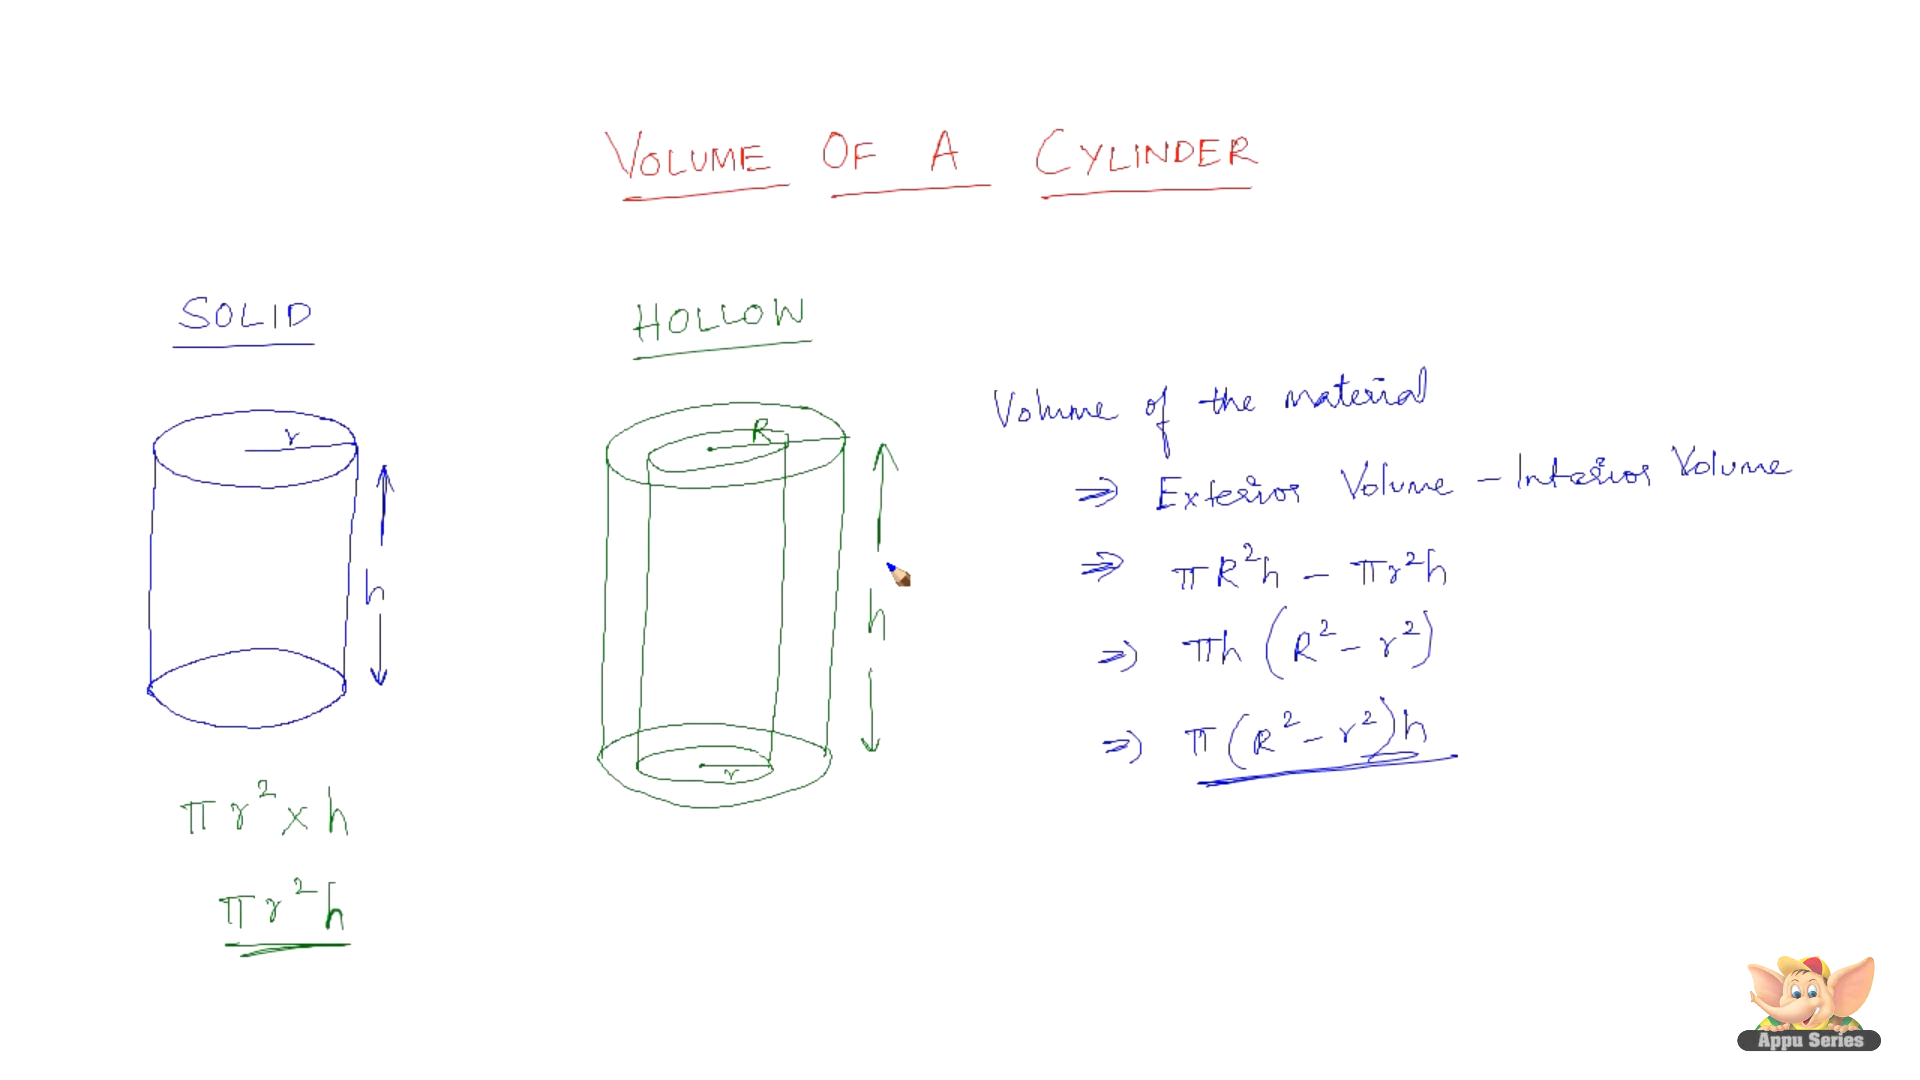 VOLUME OF A CYLINDER
SOLID
r
h
πr² x h
πr²h
HOLLOW
R
h
r
Volume of the material
⇒ Exterior Volume - Interior Volume
⇒ πR²h - πr²h
⇒ πh (R² - r²)
⇒ π (R² - r²)h
Appu Series